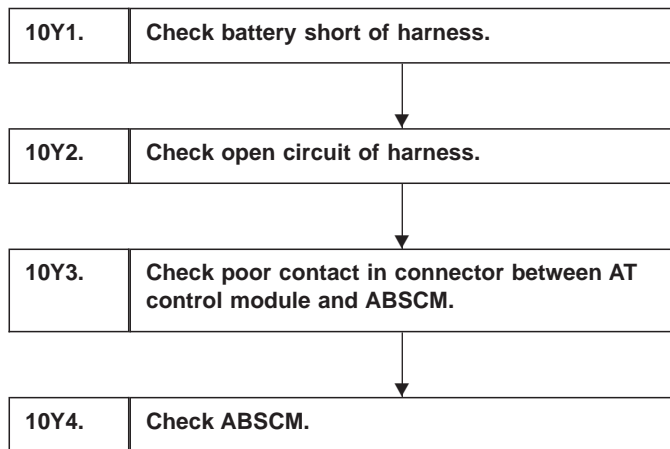 10Y1. Check battery short of harness.
10Y2. Check open circuit of harness.
10Y3. Check poor contact in connector between AT
control module and ABSCM.
10Y4. Check ABSCM.